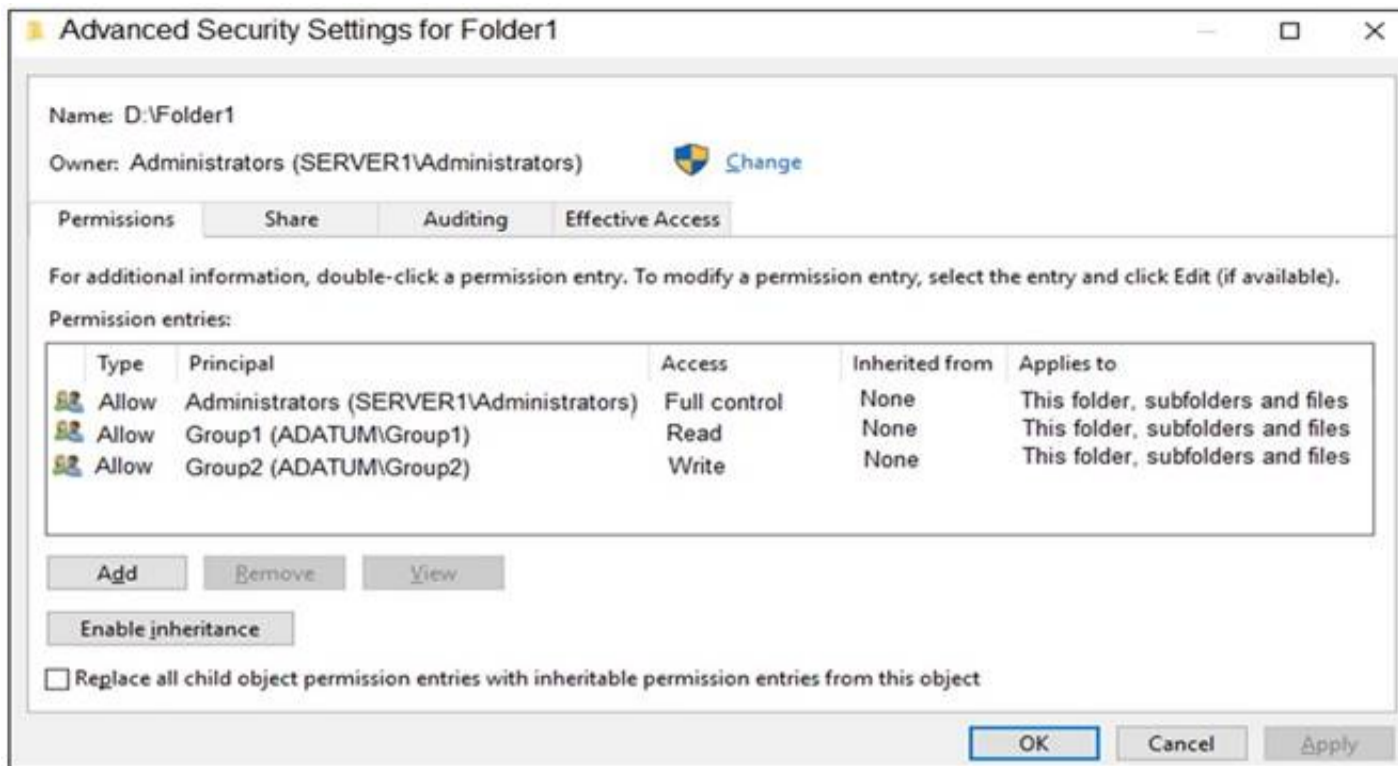 Advanced Security Settings for Folder1
Name: D:\Folder1
Owner: Administrators (SERVER1\Administrators) Change
Permissions Share Auditing Effective Access
For additional information, double-click a permission entry. To modify a permission entry, select the entry and click Edit (if available).
Permission entries:
Type Principal Access Inherited from Applies to
Allow Administrators (SERVER1\Administrators) Full control None This folder, subfolders and files
Allow Group1 (ADATUM\Group1) Read None This folder, subfolders and files
Allow Group2 (ADATUM\Group2) Write None This folder, subfolders and files
Add Remove View
Enable inheritance
Replace all child object permission entries with inheritable permission entries from this object
OK Cancel Apply